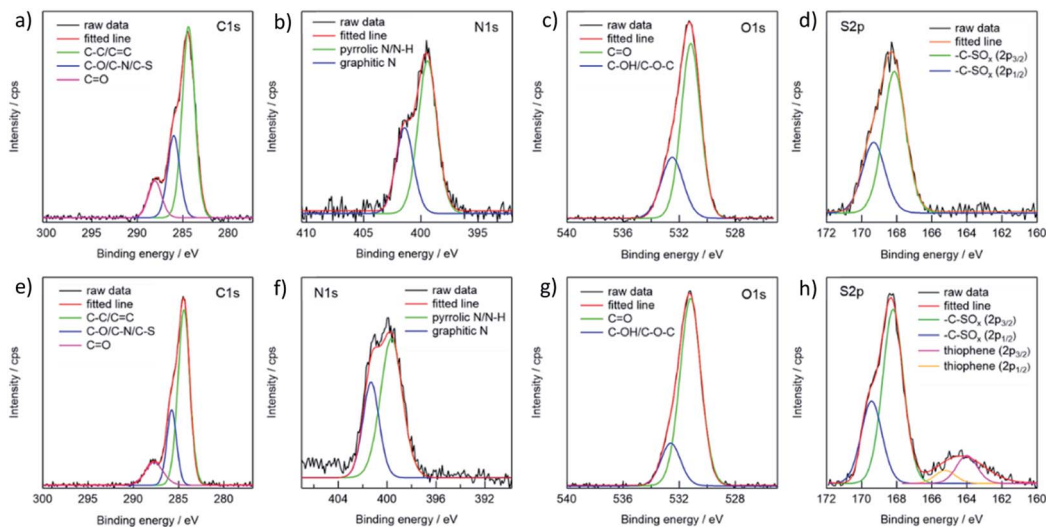 a)
C1s
raw data
fitted line
C-C/C=C
C-O/C-N/C-S
C=O
Intensity / cps
300 295 290 285 280
Binding energy / eV
b)
N1s
raw data
fitted line
pyrrolic N/N-H
graphitic N
Intensity / cps
410 405 400 395
Binding energy / eV
c)
O1s
raw data
fitted line
C=O
C-OH/C-O-C
Intensity / cps
540 535 530 525
Binding energy / eV
d)
S2p
raw data
fitted line
-C-SOx (2p3/2)
-C-SOx (2p1/2)
Intensity / cps
172 170 168 166 164 162 160
Binding energy / eV
e)
C1s
raw data
fitted line
C-C/C=C
C-O/C-N/C-S
C=O
Intensity / cps
300 295 290 285 280
Binding energy / eV
f)
N1s
raw data
fitted line
pyrrolic N/N-H
graphitic N
Intensity / cps
404 400 396 392
Binding energy / eV
g)
O1s
raw data
fitted line
C=O
C-OH/C-O-C
Intensity / cps
540 535 530 525
Binding energy / eV
h)
S2p
raw data
fitted line
-C-SOx (2p3/2)
-C-SOx (2p1/2)
thiophene (2p3/2)
thiophene (2p1/2)
Intensity / cps
172 170 168 166 164 162 160
Binding energy / eV